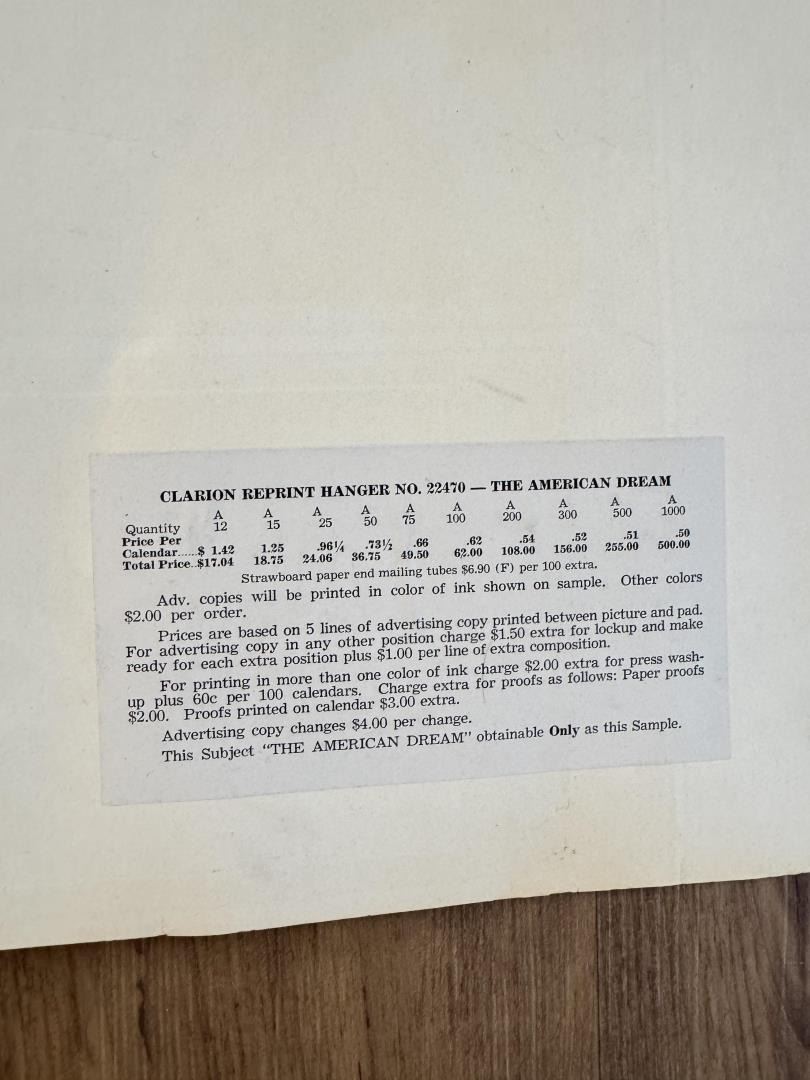 CLARION REPRINT HANGER NO. 22470 — THE AMERICAN DREAM
A A A A A A A A A A
Quantity 12 15 25 50 75 100 200 300 500 1000
Price Per
Calendar......$ 1.42 1.25 .96¼ .73½ .66 .62 .54 .52 .51 .50
Total Price..$17.04 18.75 24.06 36.75 49.50 62.00 108.00 156.00 255.00 500.00
Strawboard paper end mailing tubes $6.90 (F) per 100 extra.
Adv. copies will be printed in color of ink shown on sample. Other colors
$2.00 per order.
Prices are based on 5 lines of advertising copy printed between picture and pad.
For advertising copy in any other position charge $1.50 extra for lockup and make
ready for each extra position plus $1.00 per line of extra composition.
For printing in more than one color of ink charge $2.00 extra for press wash-
up plus 60c per 100 calendars. Charge extra for proofs as follows: Paper proofs
$2.00. Proofs printed on calendar $3.00 extra.
Advertising copy changes $4.00 per change.
This Subject "THE AMERICAN DREAM" obtainable Only as this Sample.